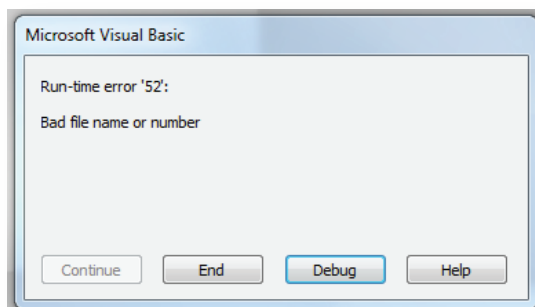 Microsoft Visual Basic
Run-time error '52':
Bad file name or number
Continue End Debug Help